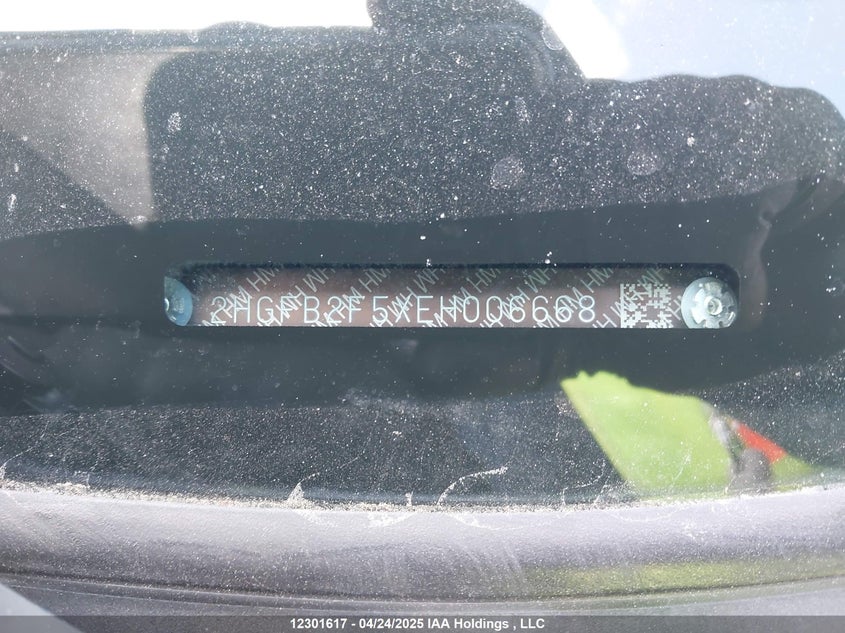 2HGFB2F5XEH006668
12301617 - 04/24/2025 IAA Holdings , LLC